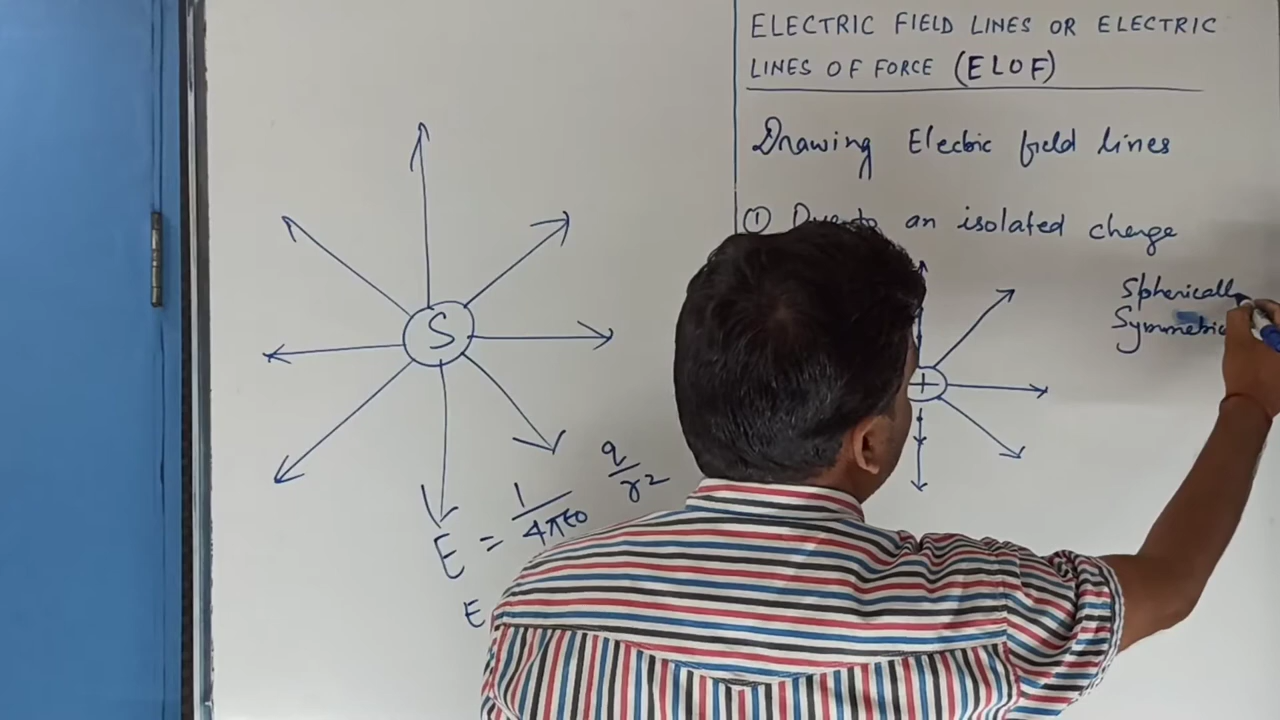 ELECTRIC FIELD LINES OR ELECTRIC
LINES OF FORCE (ELOF)
Drawing Electric field lines
① Due to an isolated charge
Spherically
Symmetric
+
S
E = 1/4πε0 q/r2
E